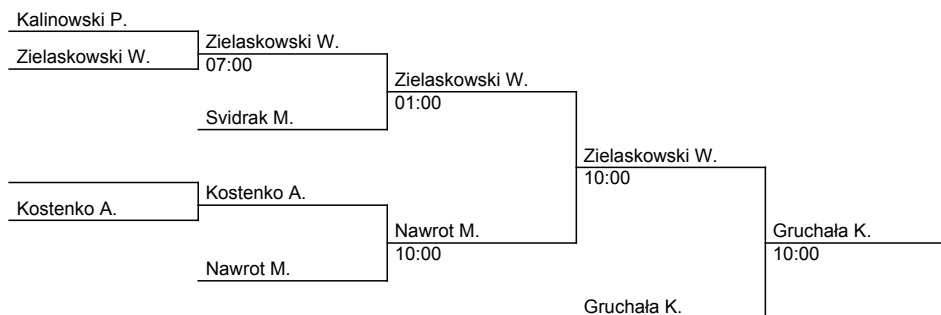 Kalinowski P.
Zielaskowski W.
Zielaskowski W.
07:00
Zielaskowski W.
01:00
Svidrak M.
Zielaskowski W.
10:00
Kostenko A.
Kostenko A.
Nawrot M.
10:00
Gruchała K.
10:00
Nawrot M.
Gruchała K.